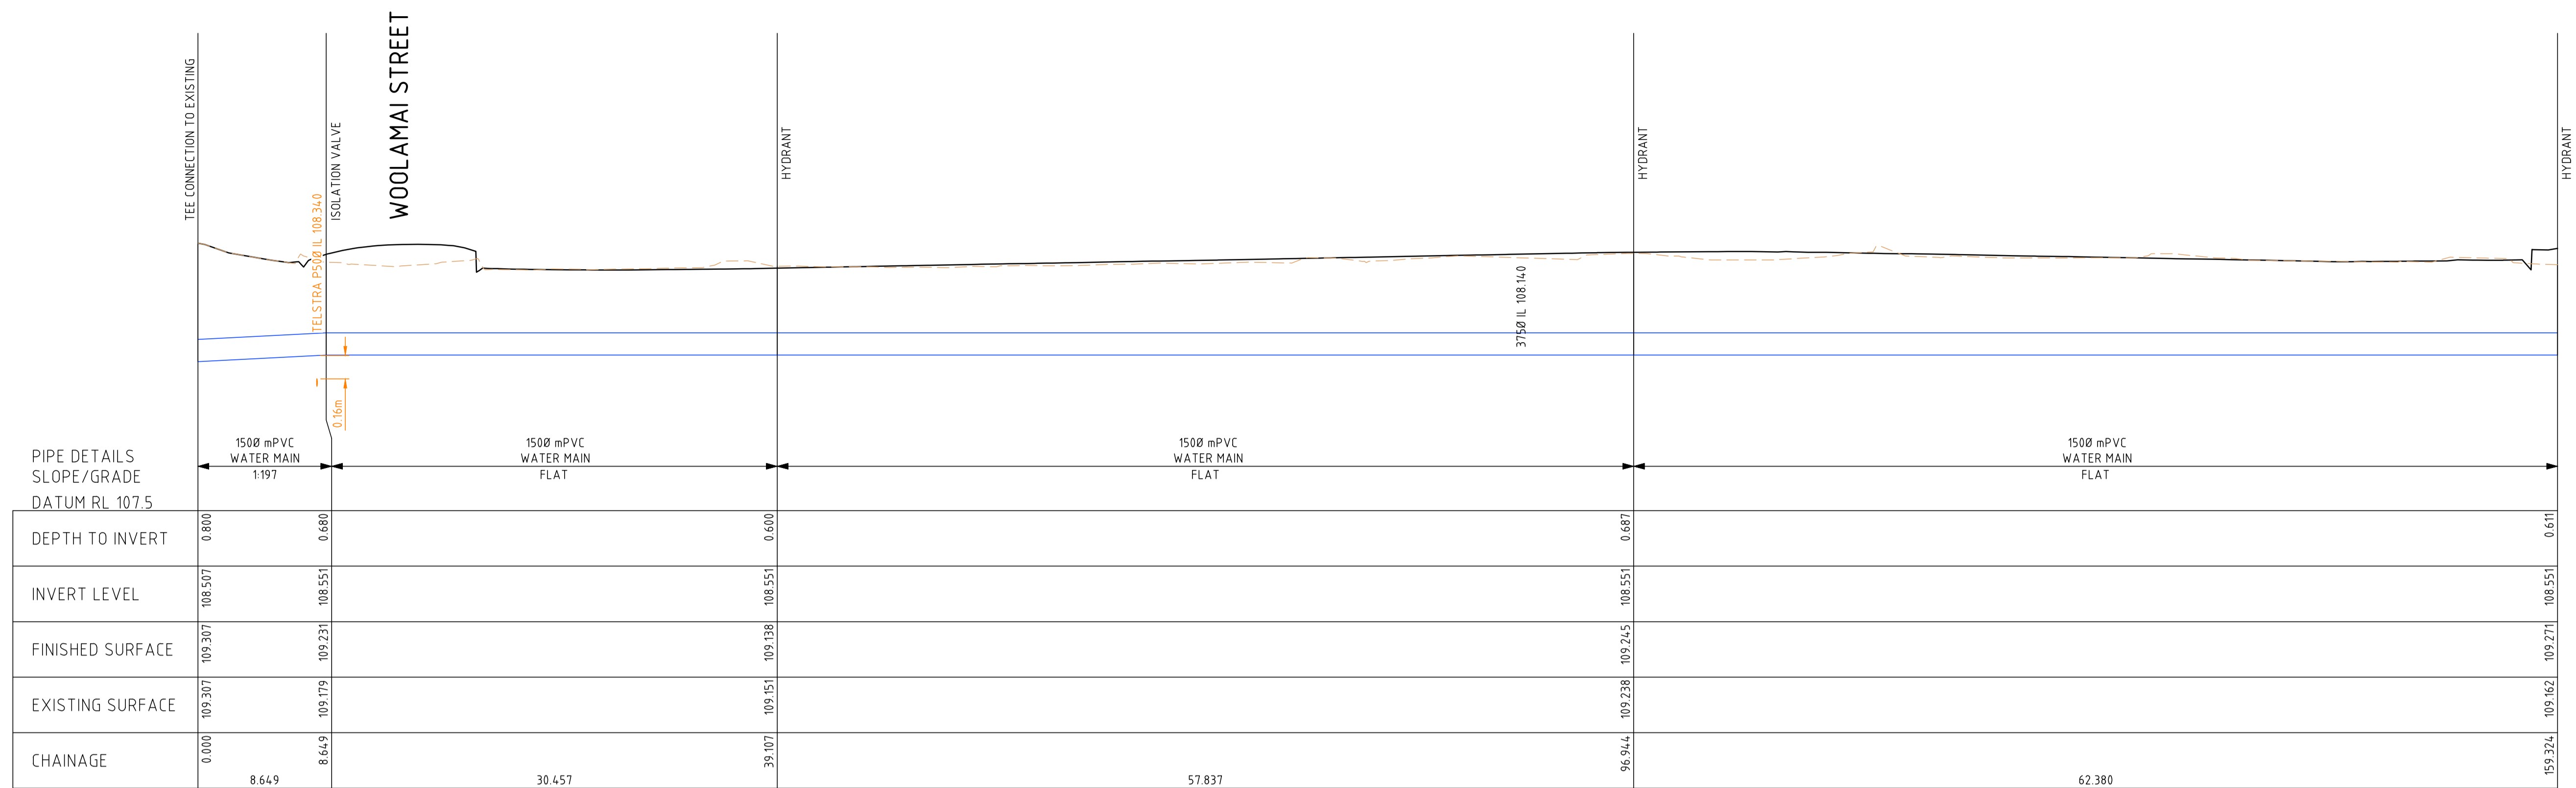 TEE CONNECTION TO EXISTING
TELSTRA P50Ø IL 108.340
ISOLATION VALVE
WOOLAMAI STREET
HYDRANT
375Ø IL 108.140
HYDRANT
HYDRANT
0.16m
PIPE DETAILS
SLOPE/GRADE
150Ø mPVC
WATER MAIN
1:197
150Ø mPVC
WATER MAIN
FLAT
150Ø mPVC
WATER MAIN
FLAT
150Ø mPVC
WATER MAIN
FLAT
DATUM RL 107.5
DEPTH TO INVERT 0.800 0.680 0.600 0.687 0.611
INVERT LEVEL 108.507 108.551 108.551 108.551 108.551
FINISHED SURFACE 109.307 109.231 109.138 109.245 109.271
EXISTING SURFACE 109.307 109.179 109.151 109.238 109.162
CHAINAGE 0.000 8.649 39.107 96.944 159.324
8.649 30.457 57.837 62.380